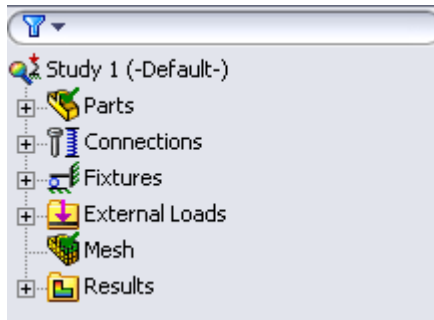 Study 1 (-Default-)
Parts
Connections
Fixtures
External Loads
Mesh
Results